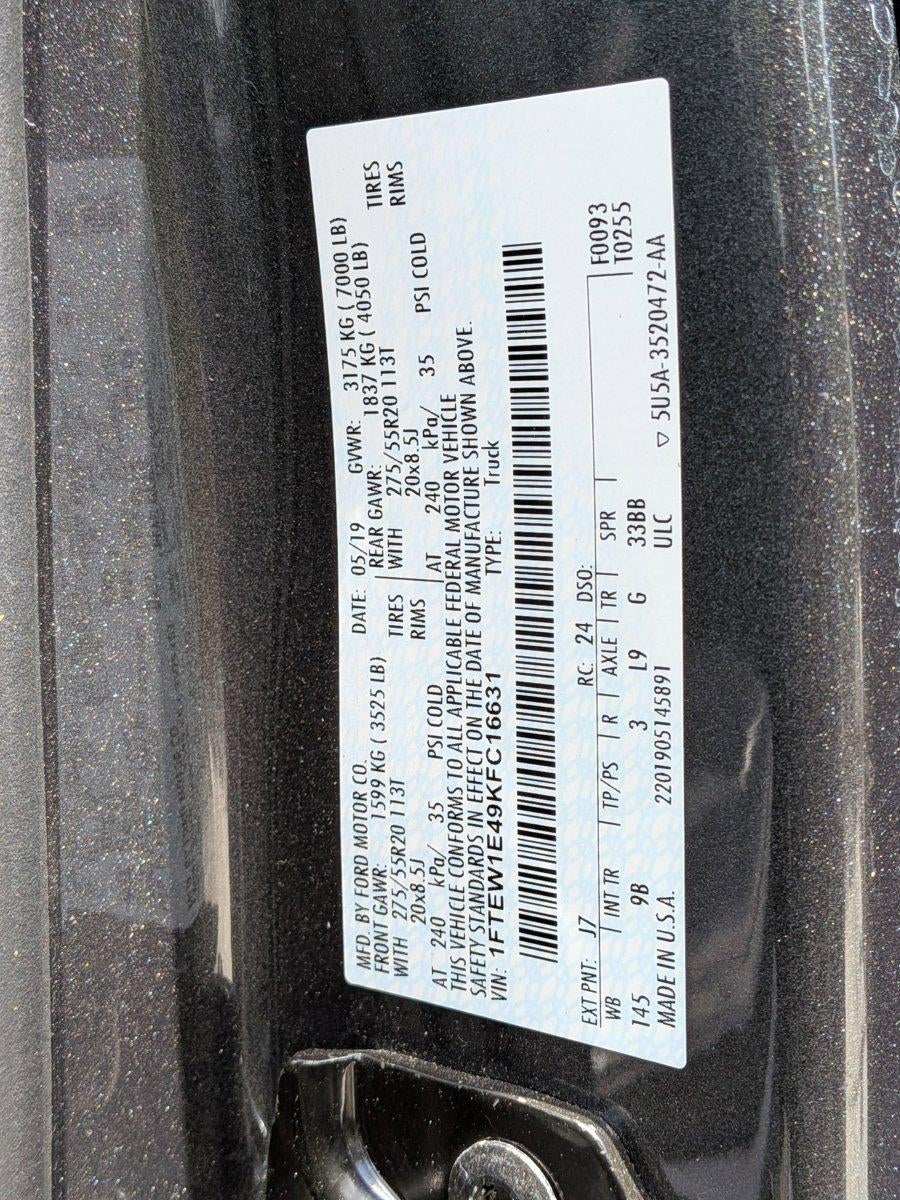 MFD. BY FORD MOTOR CO. DATE: 05/19 GVWR: 3175 KG ( 7000 LB)
FRONT GAWR: 1599 KG ( 3525 LB) REAR GAWR: 1837 KG ( 4050 LB)
WITH 275/55R20 113T TIRES WITH 275/55R20 113T TIRES
20x8.5J RIMS 20x8.5J RIMS
AT 240 kPa/ 35 PSI COLD AT 240 kPa/ 35 PSI COLD
THIS VEHICLE CONFORMS TO ALL APPLICABLE FEDERAL MOTOR VEHICLE
SAFETY STANDARDS IN EFFECT ON THE DATE OF MANUFACTURE SHOWN ABOVE.
VIN: 1FTEW1E49KFC16631 TYPE: Truck
EXT PNT: J7 RC: 24 DSO: F0093
WB INT TR TP/PS R AXLE TR SPR T0255
145 9B 3 L9 G 33BB
MADE IN U.S.A. 220190514589​1 ULC ▽ 5U5A-3520472-AA